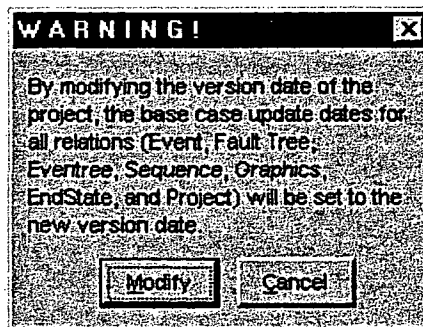 WARNING!
By modifying the version date of the
project, the base case update dates for
all relations (Event, Fault Tree,
Eventree, Sequence, Graphics,
EndState, and Project) will be set to the
new version date.
Modify Cancel